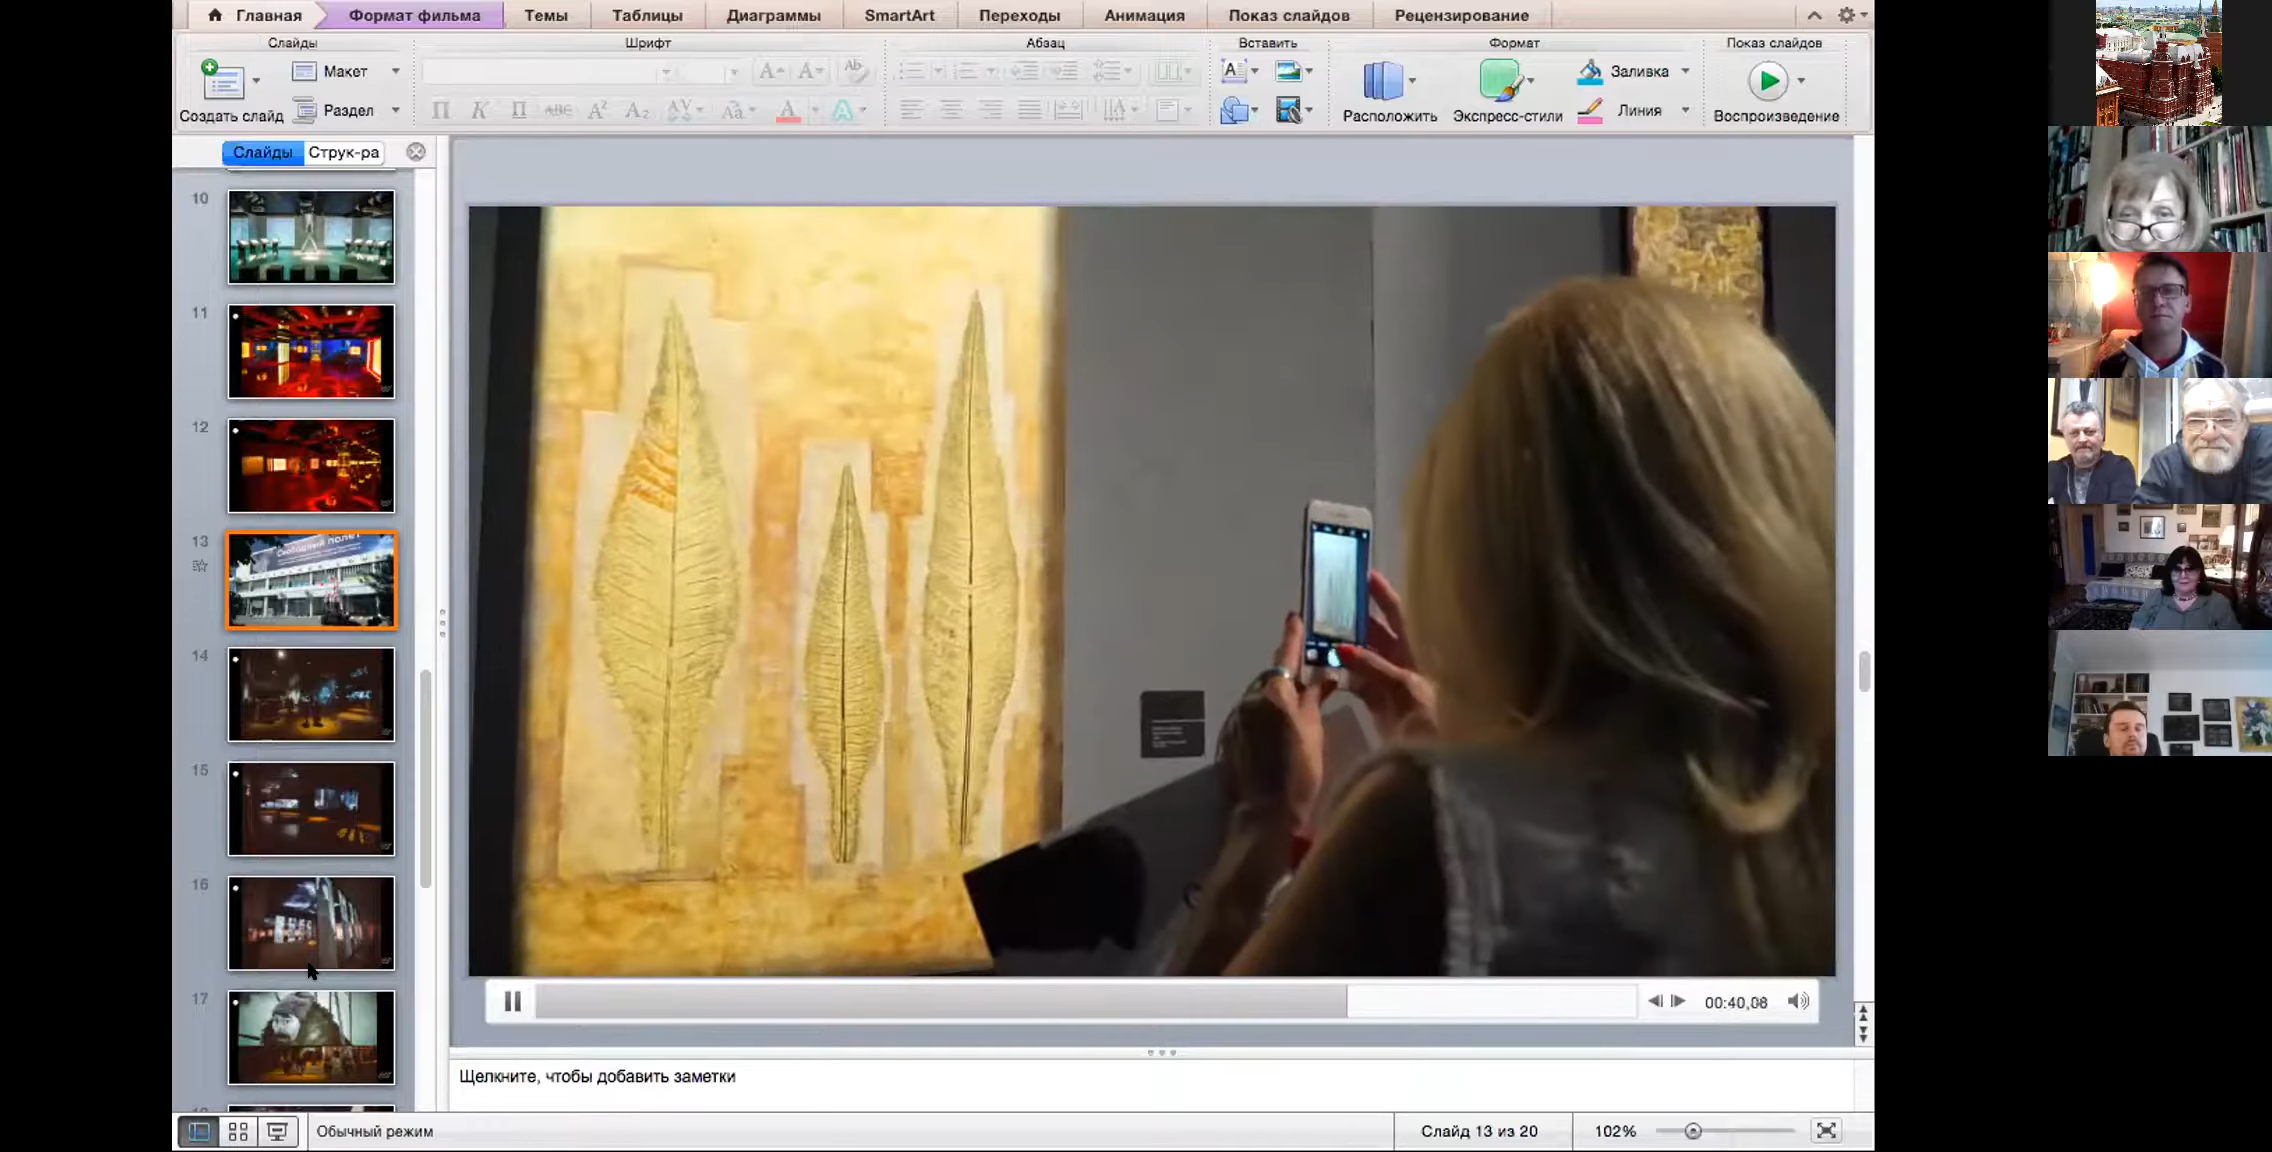 Главная Формат фильма Темы Таблицы Диаграммы SmartArt Переходы Анимация Показ слайдов Рецензирование
Слайды Шрифт Абзац Вставить Формат Показ слайдов
Создать слайд Макет Раздел
Расположить Экспресс-стили Заливка Линия Воспроизведение
Слайды Струк-ра
10
11
12
13
Свободный полет
14
15
16
17
00:40,08
Щелкните, чтобы добавить заметки
Обычный режим Слайд 13 из 20 102%